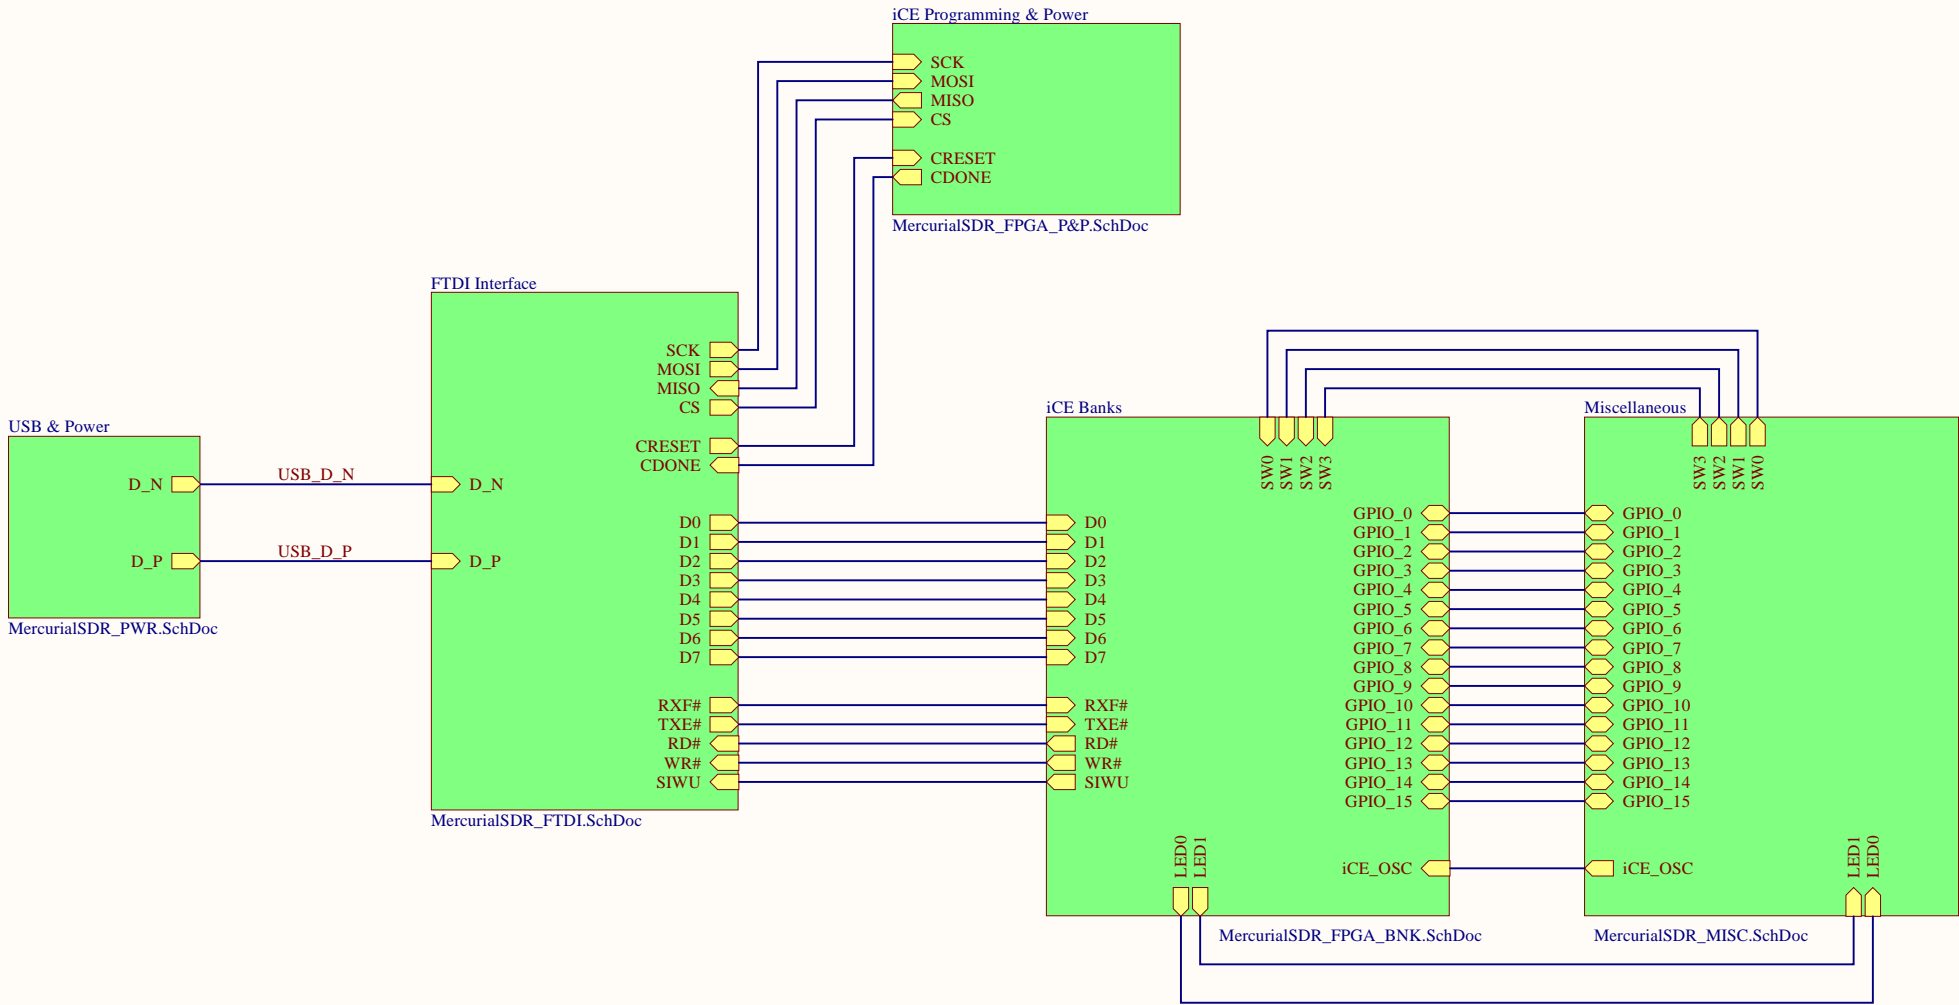 iCE Programming & Power
SCK
MOSI
MISO
CS
CRESET
CDONE
MercurialSDR_FPGA_P&P.SchDoc
FTDI Interface
SCK
MOSI
MISO
CS
CRESET
CDONE
D_N
D_P
D0
D1
D2
D3
D4
D5
D6
D7
RXF#
TXE#
RD#
WR#
SIWU
MercurialSDR_FTDI.SchDoc
USB & Power
D_N
D_P
MercurialSDR_PWR.SchDoc
USB_D_N
USB_D_P
iCE Banks
SW0
SW1
SW2
SW3
D0
D1
D2
D3
D4
D5
D6
D7
RXF#
TXE#
RD#
WR#
SIWU
GPIO_0
GPIO_1
GPIO_2
GPIO_3
GPIO_4
GPIO_5
GPIO_6
GPIO_7
GPIO_8
GPIO_9
GPIO_10
GPIO_11
GPIO_12
GPIO_13
GPIO_14
GPIO_15
iCE_OSC
LED0
LED1
MercurialSDR_FPGA_BNK.SchDoc
Miscellaneous
SW3
SW2
SW1
SW0
GPIO_0
GPIO_1
GPIO_2
GPIO_3
GPIO_4
GPIO_5
GPIO_6
GPIO_7
GPIO_8
GPIO_9
GPIO_10
GPIO_11
GPIO_12
GPIO_13
GPIO_14
GPIO_15
iCE_OSC
LED1
LED0
MercurialSDR_MISC.SchDoc